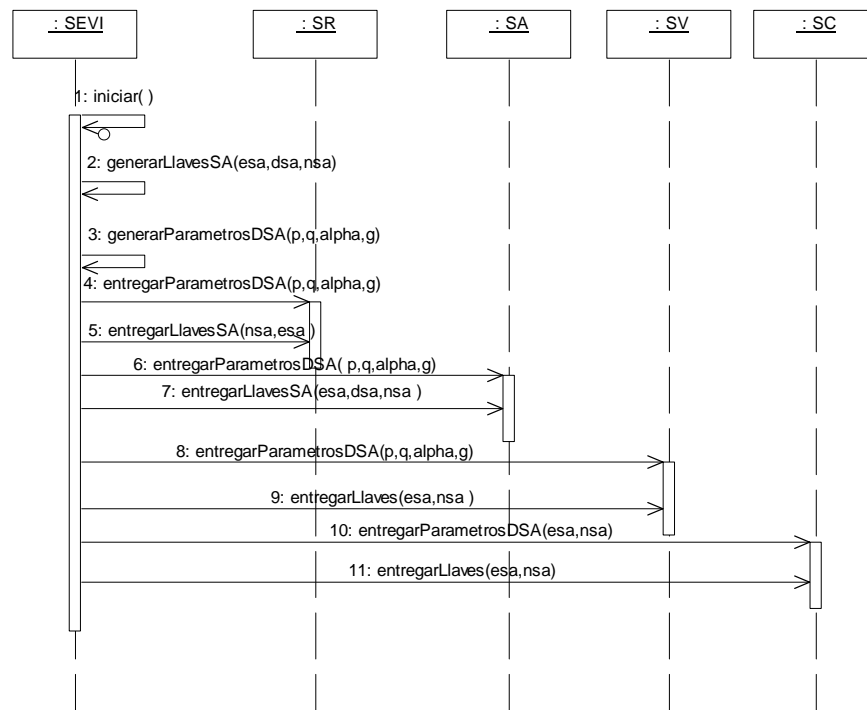 : SEVI
: SR
: SA
: SV
: SC
1: iniciar( )
2: generarLlavesSA(esa,dsa,nsa)
3: generarParametrosDSA(p,q,alpha,g)
4: entregarParametrosDSA(p,q,alpha,g)
5: entregarLlavesSA(nsa,esa )
6: entregarParametrosDSA( p,q,alpha,g)
7: entregarLlavesSA(esa,dsa,nsa )
8: entregarParametrosDSA(p,q,alpha,g)
9: entregarLlaves(esa,nsa )
10: entregarParametrosDSA(esa,nsa)
11: entregarLlaves(esa,nsa)